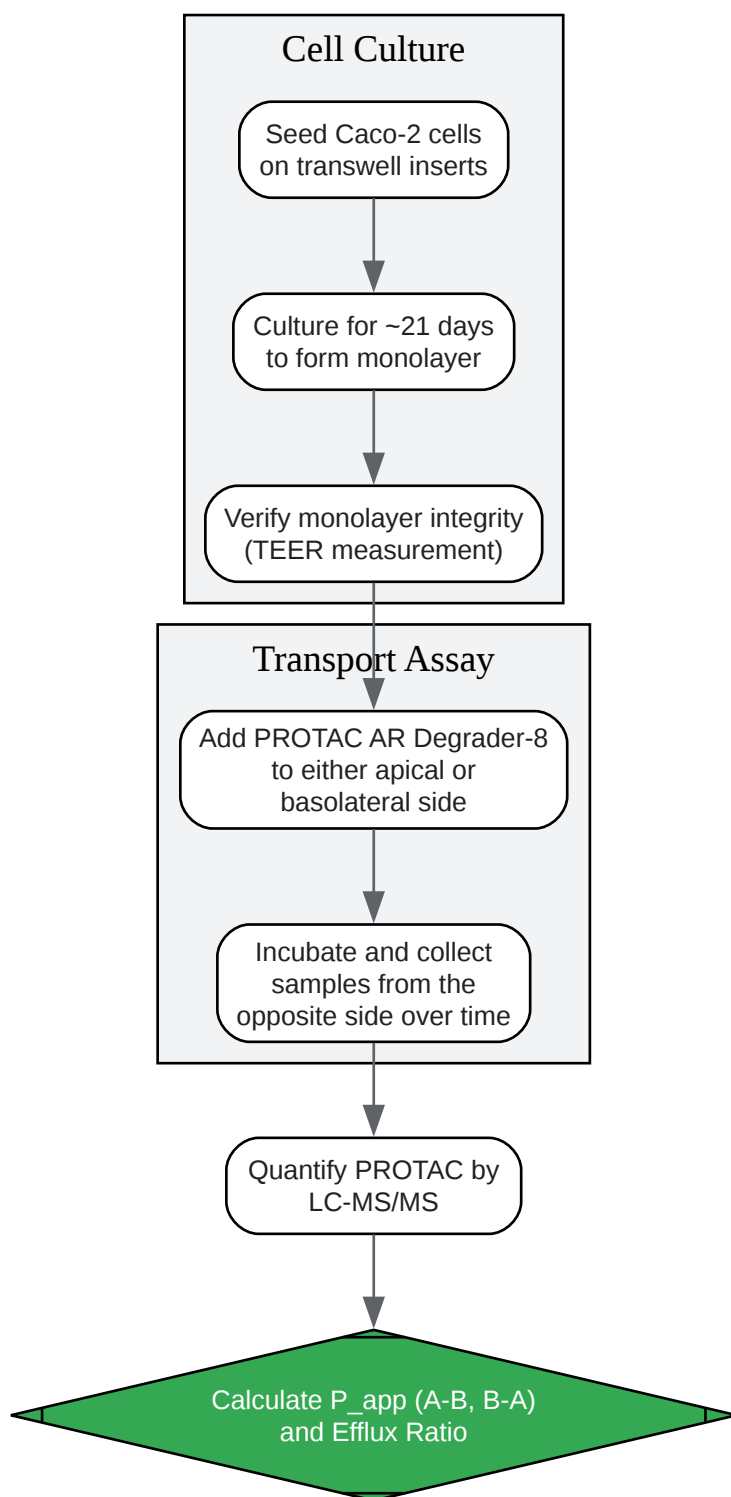 Cell Culture
Seed Caco-2 cells
on transwell inserts
Culture for ~21 days
to form monolayer
Verify monolayer integrity
(TEER measurement)
Transport Assay
Add PROTAC AR Degrader-8
to either apical or
basolateral side
Incubate and collect
samples from the
opposite side over time
Quantify PROTAC by
LC-MS/MS
Calculate P_app (A-B, B-A)
and Efflux Ratio